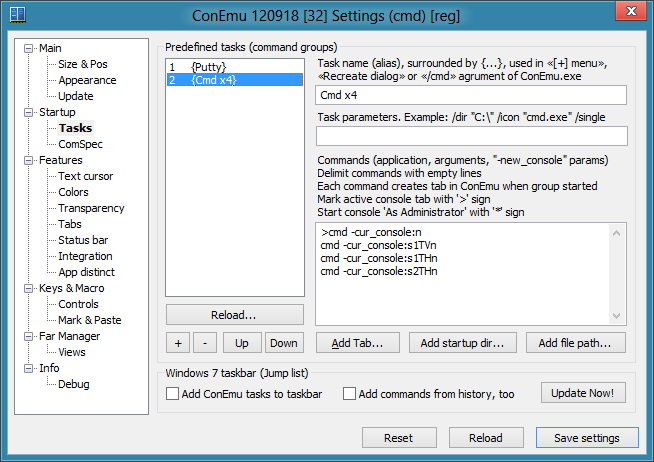 ConEmu 120918 [32] Settings (cmd) [reg]
Main
Size & Pos
Appearance
Update
Startup
Tasks
ComSpec
Features
Text cursor
Colors
Transparency
Tabs
Status bar
Integration
App distinct
Keys & Macro
Controls
Mark & Paste
Far Manager
Views
Info
Debug
Predefined tasks (command groups)
1 {Putty}
2 {Cmd x4}
Reload...
+ - Up Down
Task name (alias), surrounded by {...}, used in «[+] menu»,
«Recreate dialog» or «/cmd» agrument of ConEmu.exe
Cmd x4
Task parameters. Example: /dir "C:\" /icon "cmd.exe" /single
Commands (application, arguments, "-new_console" params)
Delimit commands with empty lines
Each command creates tab in ConEmu when group started
Mark active console tab with '>' sign
Start console 'As Administrator' with '*' sign
>cmd -cur_console:n
cmd -cur_console:s1TVn
cmd -cur_console:s1THn
cmd -cur_console:s2THn
Add Tab... Add startup dir... Add file path...
Windows 7 taskbar (Jump list)
Add ConEmu tasks to taskbar Add commands from history, too Update Now!
Reset Reload Save settings